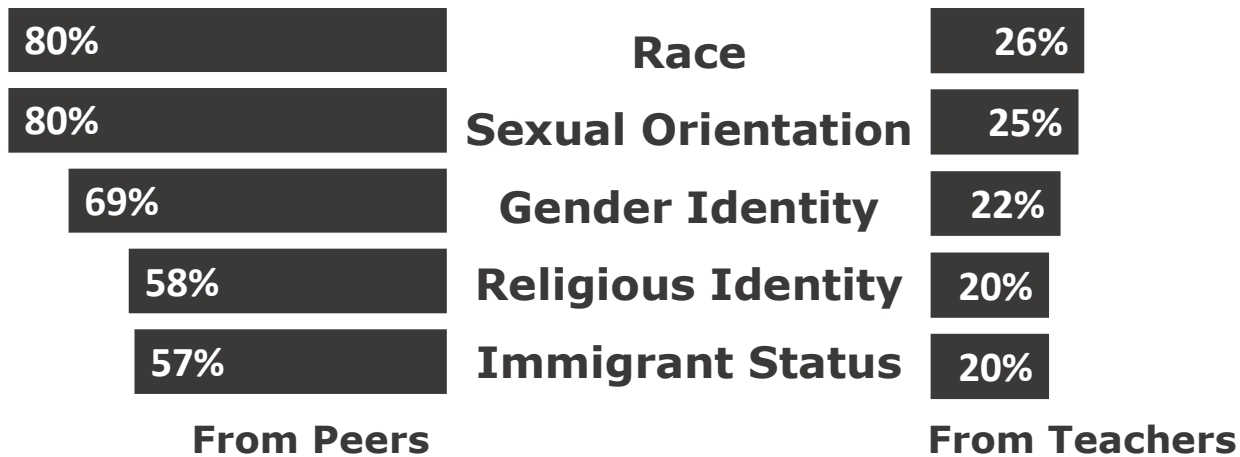 80% Race 26%
80% Sexual Orientation 25%
69% Gender Identity 22%
58% Religious Identity 20%
57% Immigrant Status 20%
From Peers From Teachers